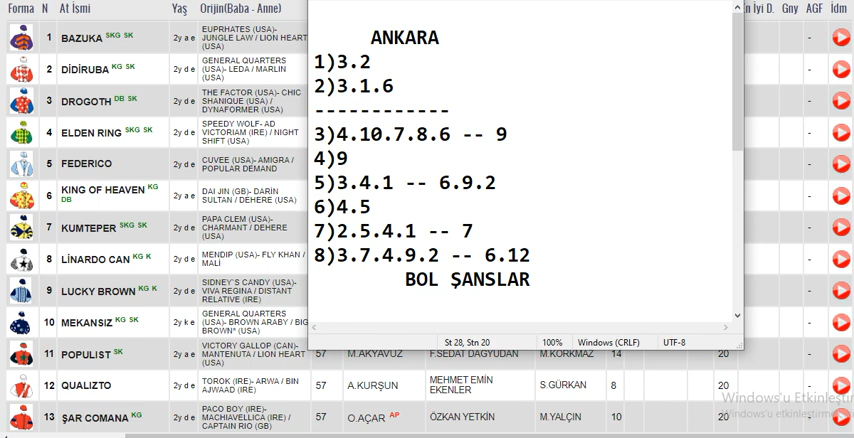 Forma N At İsmi Yaş Orijin(Baba - Anne)
n İyi D. Gny AGF İdm
1 BAZUKA SKG SK 2y a e EUPRHATES (USA)- JUNGLE LAW / LION HEART (USA) -
2 DİDİRUBA KG SK 2y d e GENERAL QUARTERS (USA)- LEDA / MARLIN (USA) -
3 DROGOTH DB SK 2y d e THE FACTOR (USA)- CHIC SHANIQUE (USA) / DYNAFORMER (USA) -
4 ELDEN RING SKG SK 2y d e SPEEDY WOLF- AD VICTORIAM (IRE) / NIGHT SHIFT (USA) -
5 FEDERICO 2y d e CUVEE (USA)- AMIGRA / POPULAR DEMAND -
6 KING OF HEAVEN KG DB 2y a e DAI JIN (GB)- DARİN SULTAN / DEHERE (USA) -
7 KUMTEPER SKG SK 2y d e PAPA CLEM (USA)- CHARMANT / DEHERE (USA) -
8 LİNARDO CAN KG K 2y d e MENDIP (USA)- FLY KHAN / MALİ -
9 LUCKY BROWN KG K 2y d e SIDNEY'S CANDY (USA)- VIVA REGINA / DISTANT RELATIVE (IRE) -
10 MEKANSIZ KG SK 2y k e GENERAL QUARTERS (USA)- BROWN ARABY / BIG BROWN* (USA) -
11 POPULIST SK 2y a e VICTORY GALLOP (CAN)- MANTENUTA / LION HEART (USA) 57 M.AKYAVUZ F.SEDAT DAGYUDAN M.KORKMAZ 14 20 -
12 QUALIZTO 2y d e TOROK (IRE)- ARWA / BIN AJWAAD (IRE) 57 A.KURŞUN MEHMET EMİN EKENLER S.GÜRKAN 8 20 -
13 ŞAR COMANA KG 2y d e PACO BOY (IRE)- MACHIAVELLICA (IRE) / CAPTAIN RIO (GB) 57 O.AÇAR AP ÖZKAN YETKİN M.YALÇIN 10 20 -
ANKARA
1)3.2
2)3.1.6
------------
3)4.10.7.8.6 -- 9
4)9
5)3.4.1 -- 6.9.2
6)4.5
7)2.5.4.1 -- 7
8)3.7.4.9.2 -- 6.12
BOL ŞANSLAR
St 28, Stn 20 100% Windows (CRLF) UTF-8
Windows'u Etkinleştir
Windows'u etkinleştirme